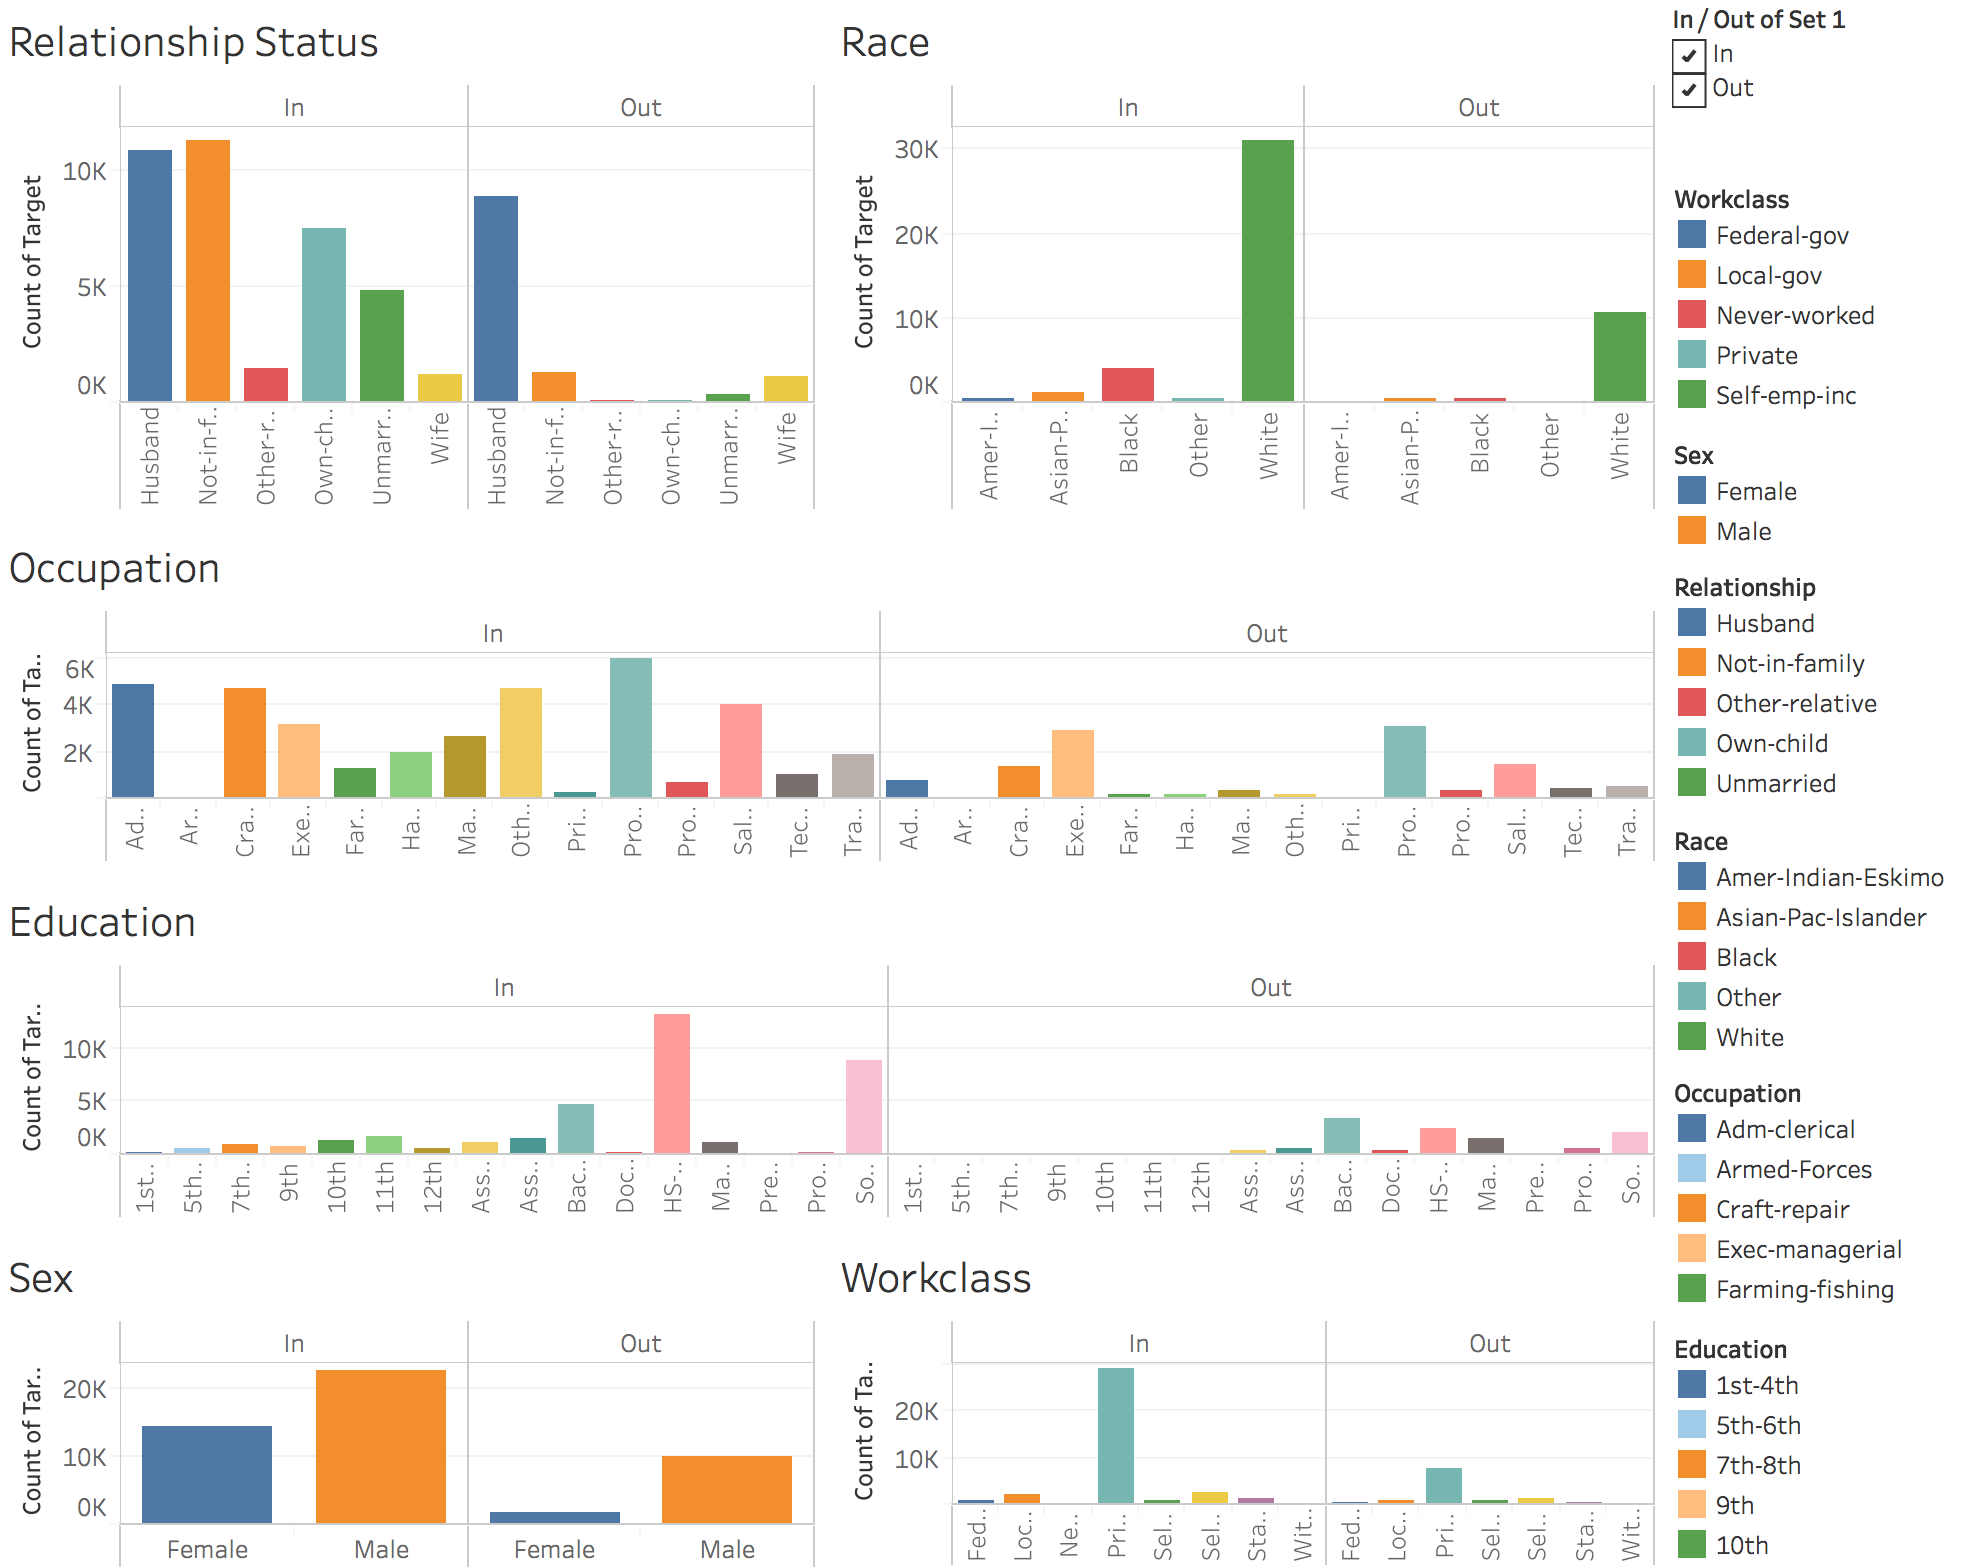 Relationship Status
In
Out
Count of Target
10K
5K
0K
Husband
Not-in-f..
Other-r..
Own-ch..
Unmarr..
Wife
Husband
Not-in-f..
Other-r..
Own-ch..
Unmarr..
Wife
Race
In
Out
Count of Target
30K
20K
10K
0K
Amer-I..
Asian-P..
Black
Other
White
Amer-I..
Asian-P..
Black
Other
White
Occupation
In
Out
Count of Ta..
6K
4K
2K
Ad..
Ar..
Cra..
Exe..
Far..
Ha..
Ma..
Oth..
Pri..
Pro..
Pro..
Sal..
Tec..
Tra..
Ad..
Ar..
Cra..
Exe..
Far..
Ha..
Ma..
Oth..
Pri..
Pro..
Pro..
Sal..
Tec..
Tra..
Education
In
Out
Count of Tar..
10K
5K
0K
1st..
5th..
7th..
9th
10th
11th
12th
Ass..
Ass..
Bac..
Doc..
HS-..
Ma..
Pre..
Pro..
So..
1st..
5th..
7th..
9th
10th
11th
12th
Ass..
Ass..
Bac..
Doc..
HS-..
Ma..
Pre..
Pro..
So..
Sex
In
Out
Count of Tar..
20K
10K
0K
Female
Male
Female
Male
Workclass
In
Out
Count of Ta..
20K
10K
Fed..
Loc..
Ne..
Pri..
Sel..
Sel..
Sta..
Wit..
Fed..
Loc..
Pri..
Sel..
Sel..
Sta..
Wit..
In / Out of Set 1
In
Out
Workclass
Federal-gov
Local-gov
Never-worked
Private
Self-emp-inc
Sex
Female
Male
Relationship
Husband
Not-in-family
Other-relative
Own-child
Unmarried
Race
Amer-Indian-Eskimo
Asian-Pac-Islander
Black
Other
White
Occupation
Adm-clerical
Armed-Forces
Craft-repair
Exec-managerial
Farming-fishing
Education
1st-4th
5th-6th
7th-8th
9th
10th